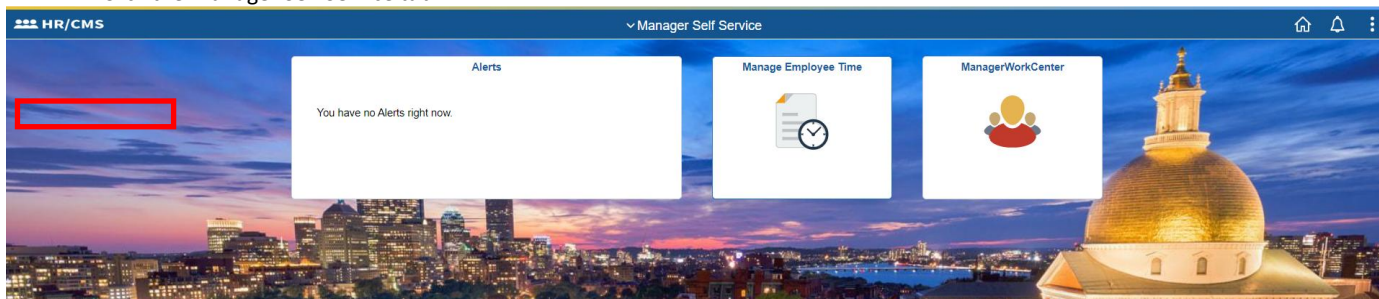 HR/CMS
Manager Self Service
Alerts
You have no Alerts right now.
Manage Employee Time
ManagerWorkCenter